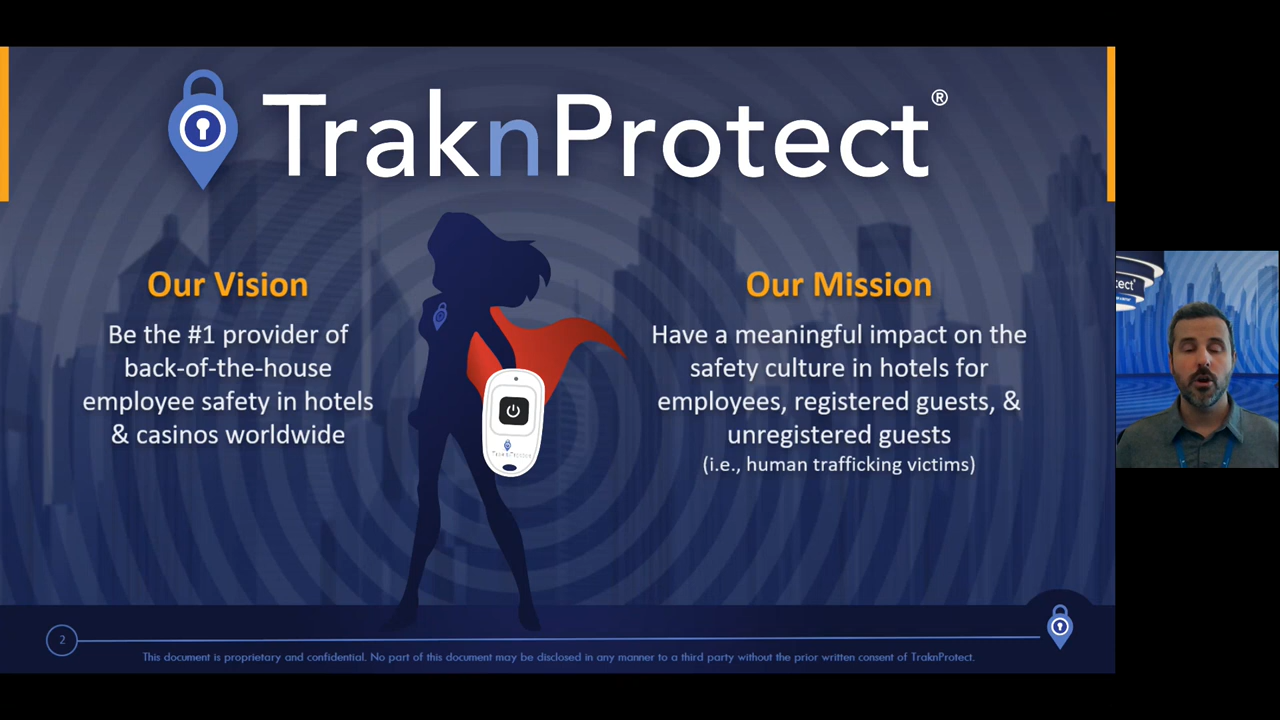 TraknProtect®
Our Vision
Be the #1 provider of
back-of-the-house
employee safety in hotels
& casinos worldwide
Our Mission
Have a meaningful impact on the
safety culture in hotels for
employees, registered guests, &
unregistered guests
(i.e., human trafficking victims)
TraknProtect
tect®
2
This document is proprietary and confidential. No part of this document may be disclosed in any manner to a third party without the prior written consent of TraknProtect.